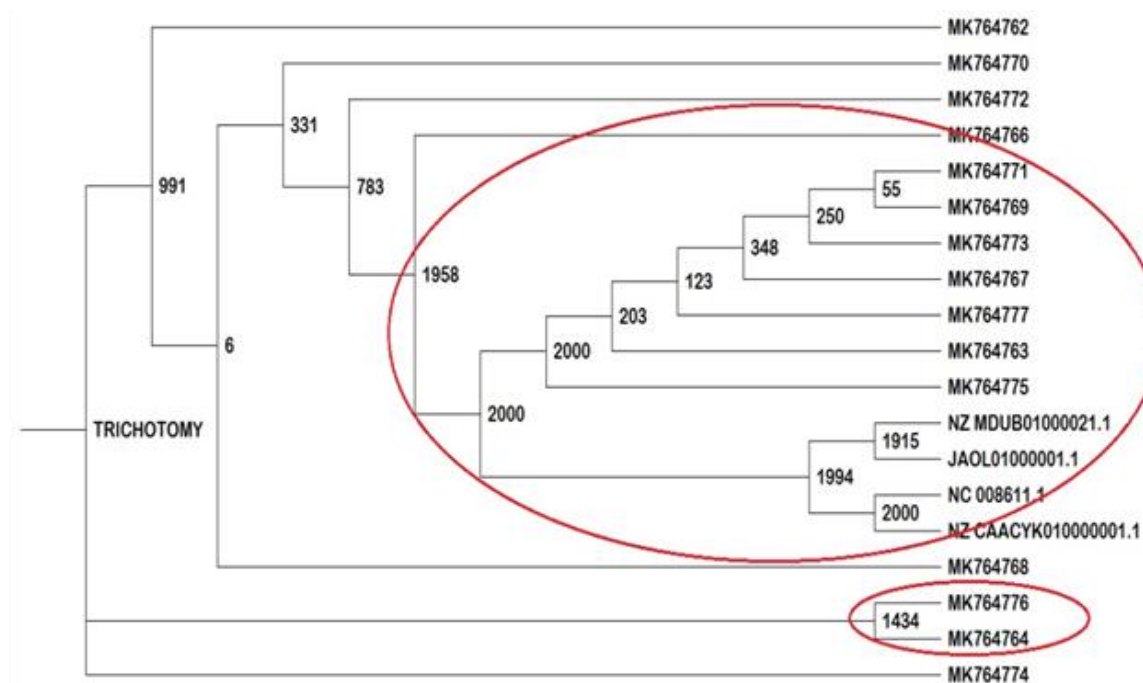 MK764762
MK764770
MK764772
331
MK764766
MK764771
991
783
55
MK764769
250
MK764773
348
1958
123
MK764767
203
MK764777
6
2000
MK764763
MK764775
2000
NZ MDUB01000021.1
TRICHOTOMY
1915
JAOL01000001.1
1994
NC 008611.1
2000
NZ CAACYK010000001.1
MK764768
MK764776
1434
MK764764
MK764774